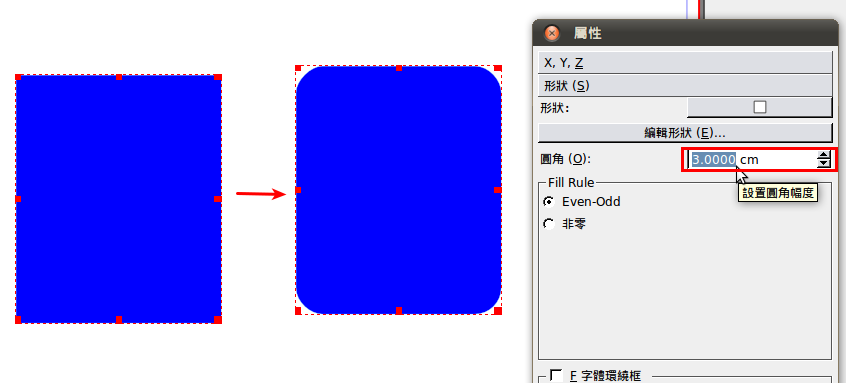 屬性
X, Y, Z
形狀 (S)
形狀:
編輯形狀 (E)...
圓角 (O): 3.0000 cm
設置圓角幅度
Fill Rule
Even-Odd
非零
F 字體環繞框